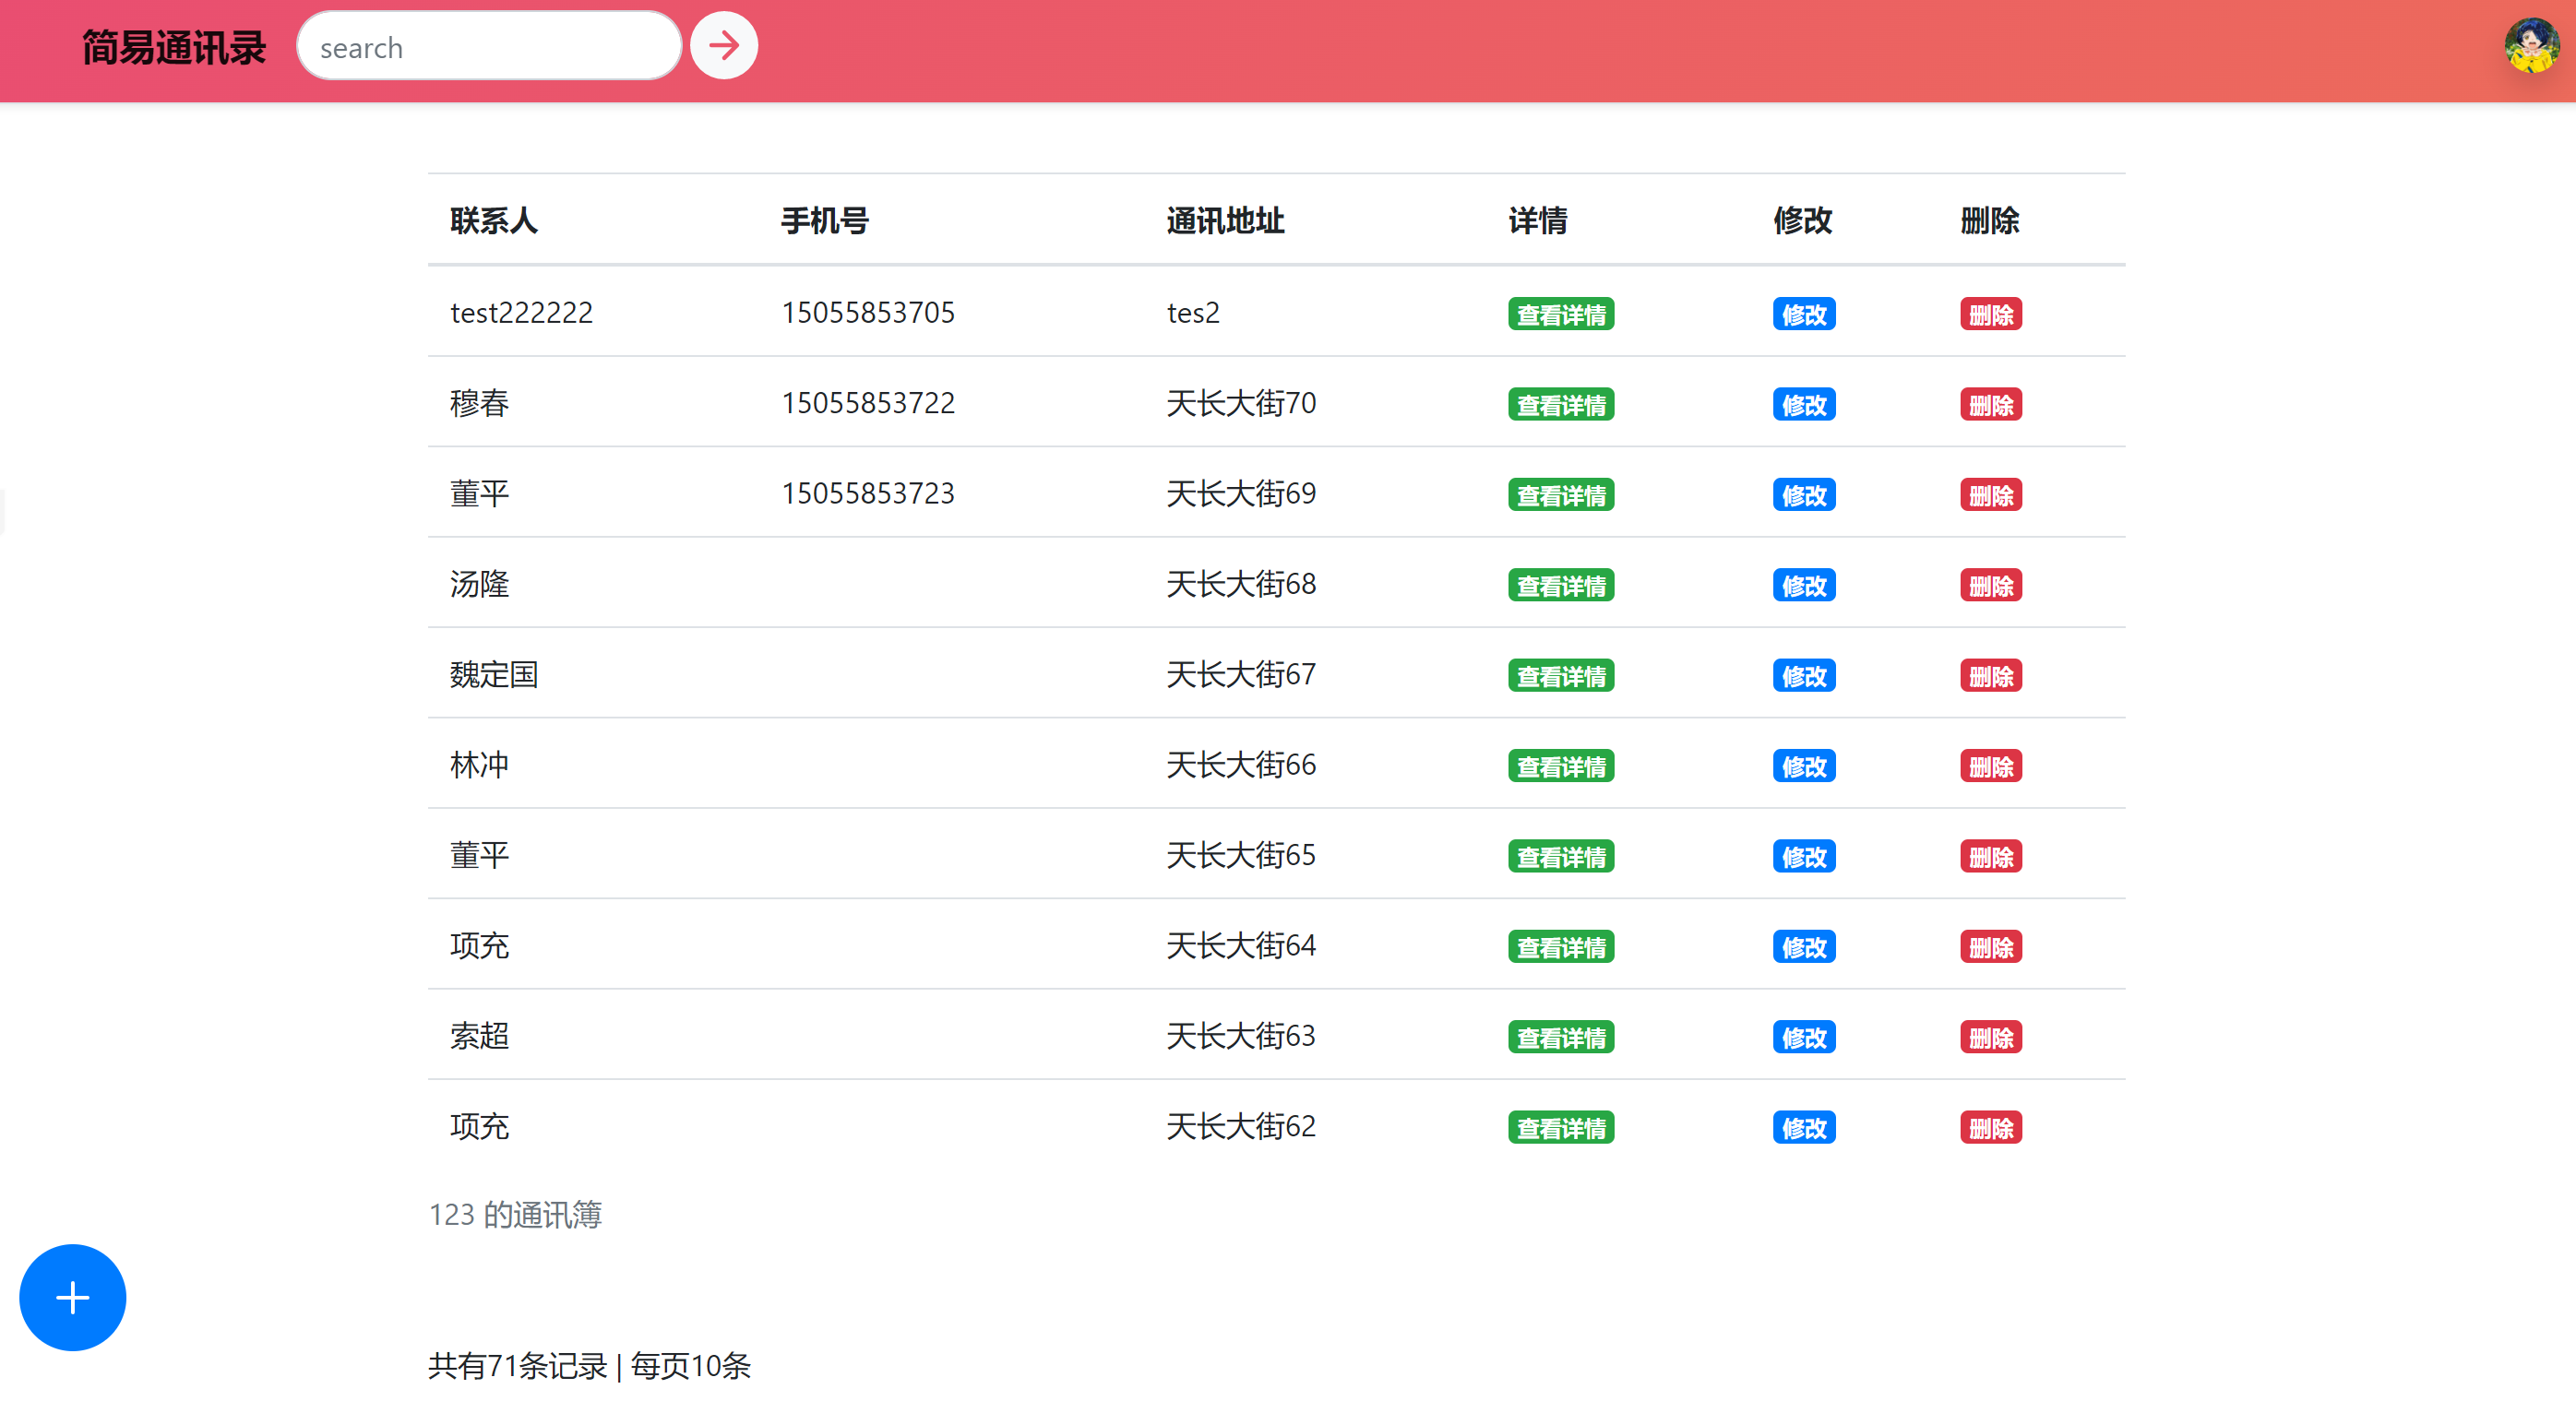 简易通讯录 search
联系人 手机号 通讯地址 详情 修改 删除
test222222 15055853705 tes2 查看详情 修改 删除
穆春 15055853722 天长大街70 查看详情 修改 删除
董平 15055853723 天长大街69 查看详情 修改 删除
汤隆 天长大街68 查看详情 修改 删除
魏定国 天长大街67 查看详情 修改 删除
林冲 天长大街66 查看详情 修改 删除
董平 天长大街65 查看详情 修改 删除
项充 天长大街64 查看详情 修改 删除
索超 天长大街63 查看详情 修改 删除
项充 天长大街62 查看详情 修改 删除
123 的通讯簿
共有71条记录 | 每页10条